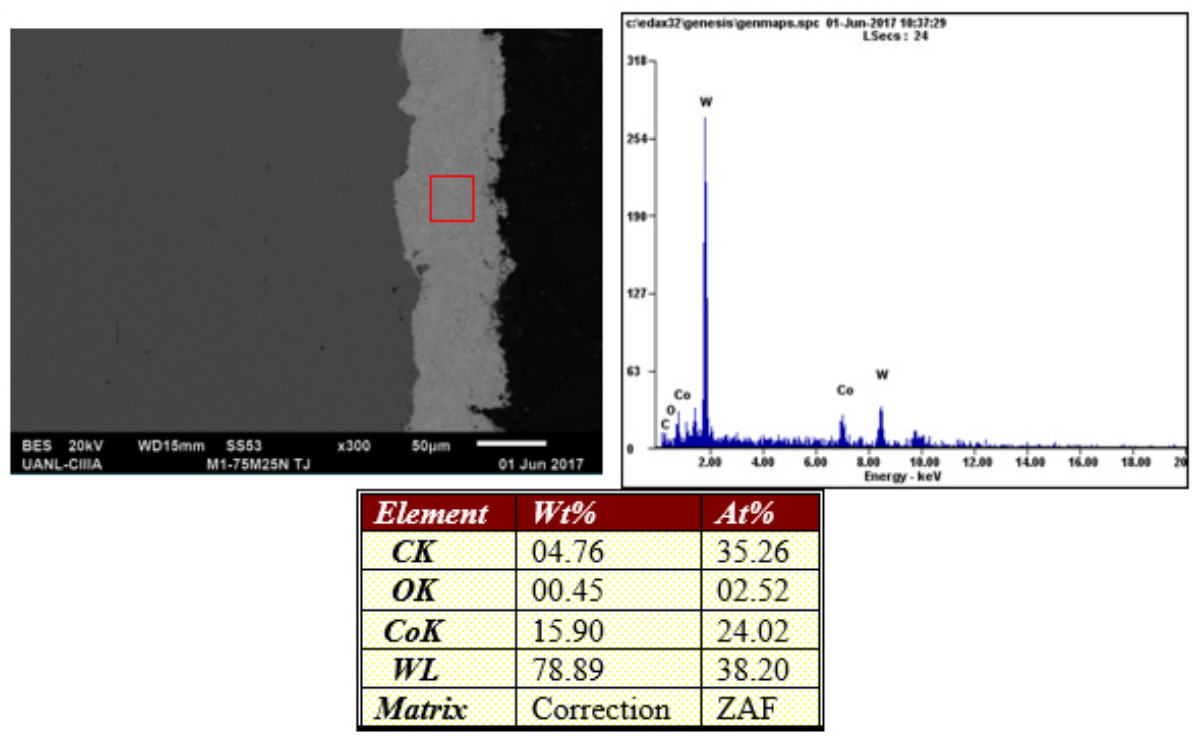 BES 20kV WD15mm SS53 x300 50µm
UANL-CIIIA M1-75M25N TJ 01 Jun 2017
c:\edax32\genesis\genmaps.spc 01-Jun-2017 10:37:29
LSecs : 24
318
W
254
190
127
63
Co
W
Co
O
C
0
2.00 4.00 6.00 8.00 10.00 12.00 14.00 16.00 18.00 20
Energy - keV
Element Wt% At%
CK 04.76 35.26
OK 00.45 02.52
CoK 15.90 24.02
WL 78.89 38.20
Matrix Correction ZAF